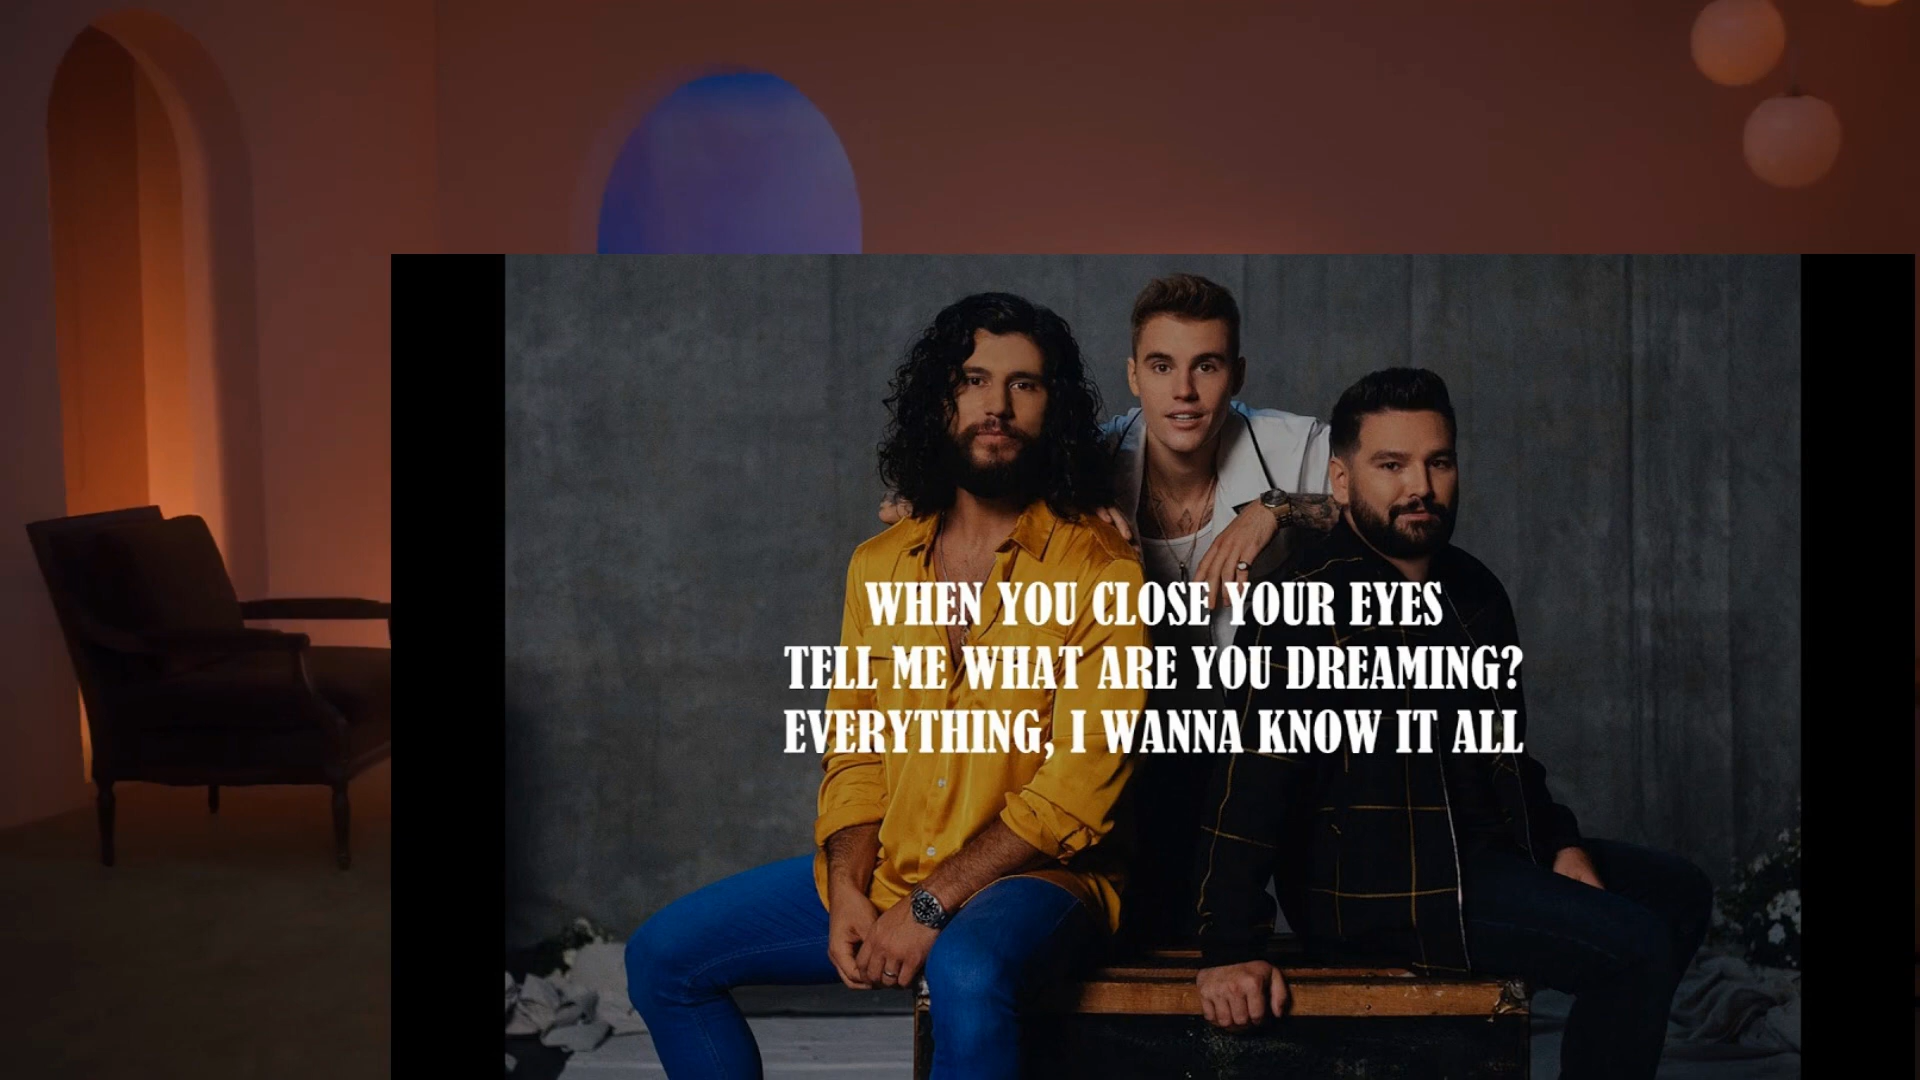 WHEN YOU CLOSE YOUR EYES
TELL ME WHAT ARE YOU DREAMING?
EVERYTHING, I WANNA KNOW IT ALL